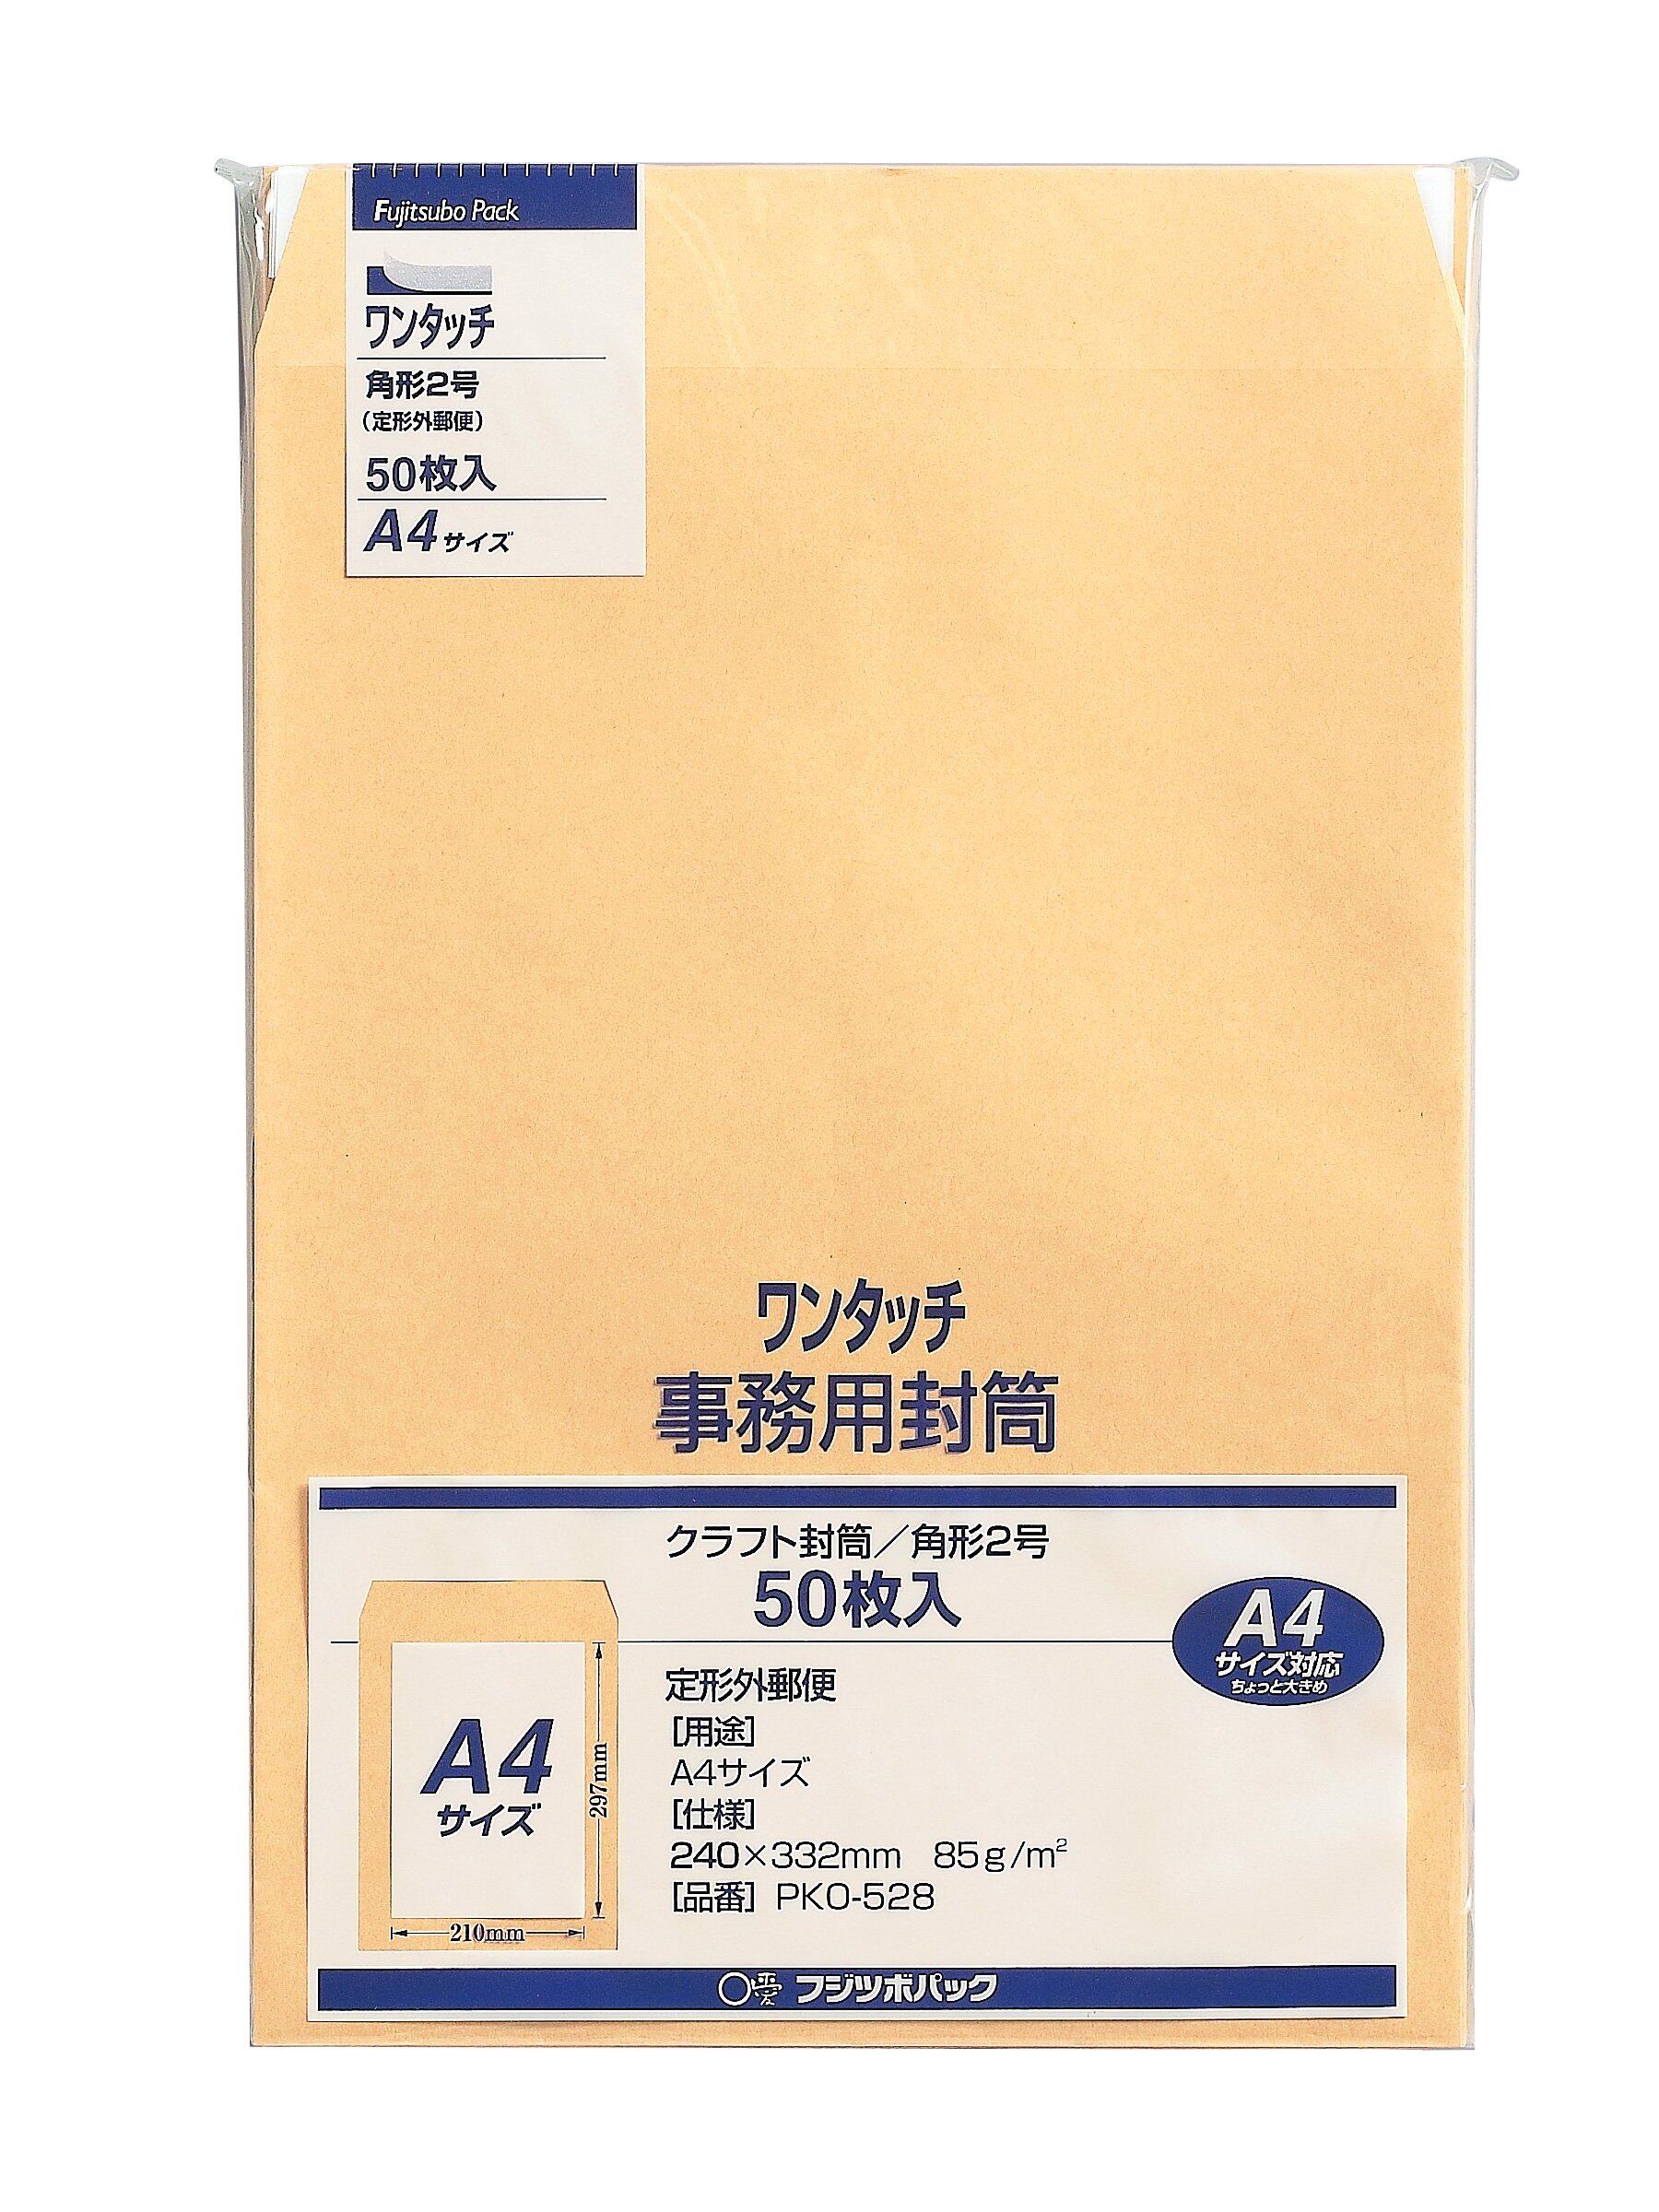 Fujitsubo Pack
ワンタッチ
角形2号
(定形外郵便)
50枚入
A4サイズ
ワンタッチ
事務用封筒
クラフト封筒／角形2号
50枚入
A4
サイズ対応
ちょっと大きめ
A4
サイズ
297mm
210mm
定形外郵便
[用途]
A4サイズ
[仕様]
240×332mm 85g/m²
[品番] PKO-528
フジツボパック